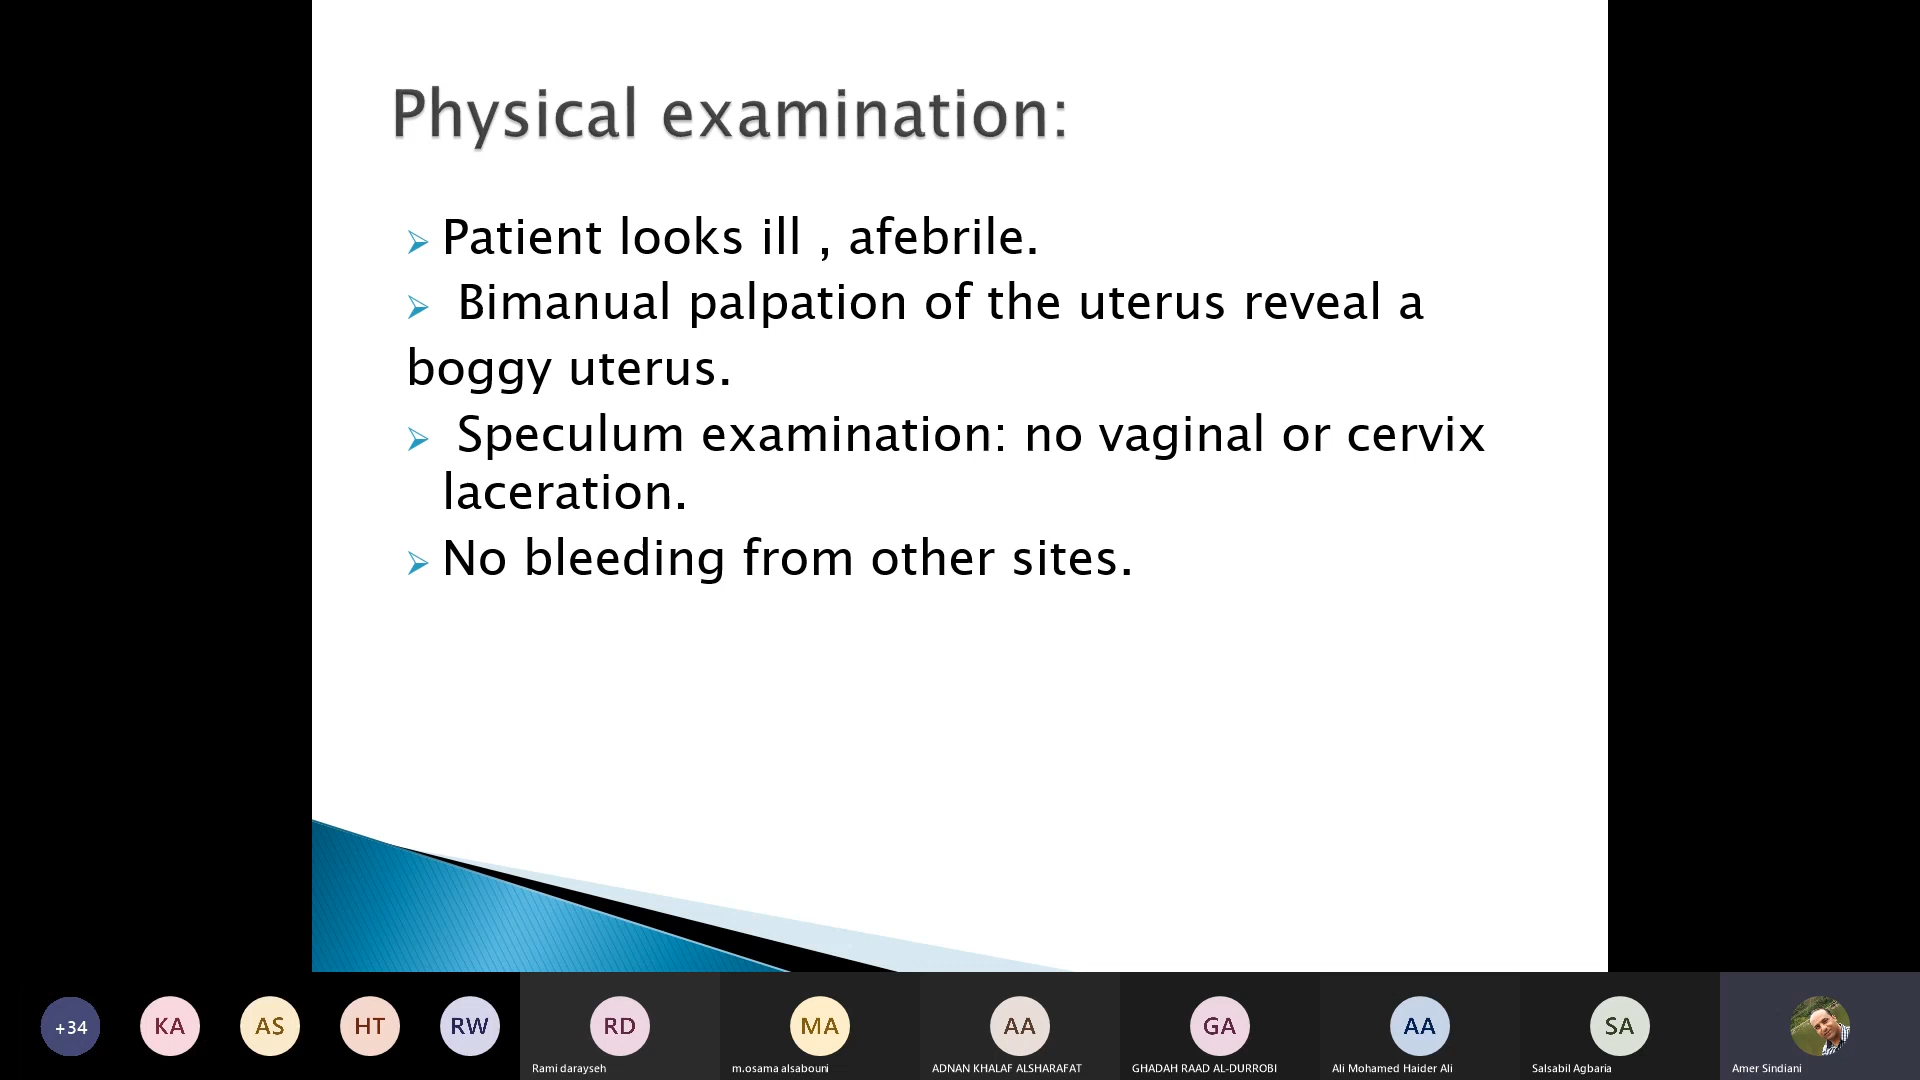 Physical examination:
Patient looks ill , afebrile.
Bimanual palpation of the uterus reveal a
boggy uterus.
Speculum examination: no vaginal or cervix
laceration.
No bleeding from other sites.
+34
KA
AS
HT
RW
RD
MA
AA
GA
AA
SA
Rami darayseh
m.osama alsabouni
ADNAN KHALAF ALSHARAFAT
GHADAH RAAD AL-DURROBI
Ali Mohamed Haider Ali
Salsabil Agbaria
Amer Sindiani